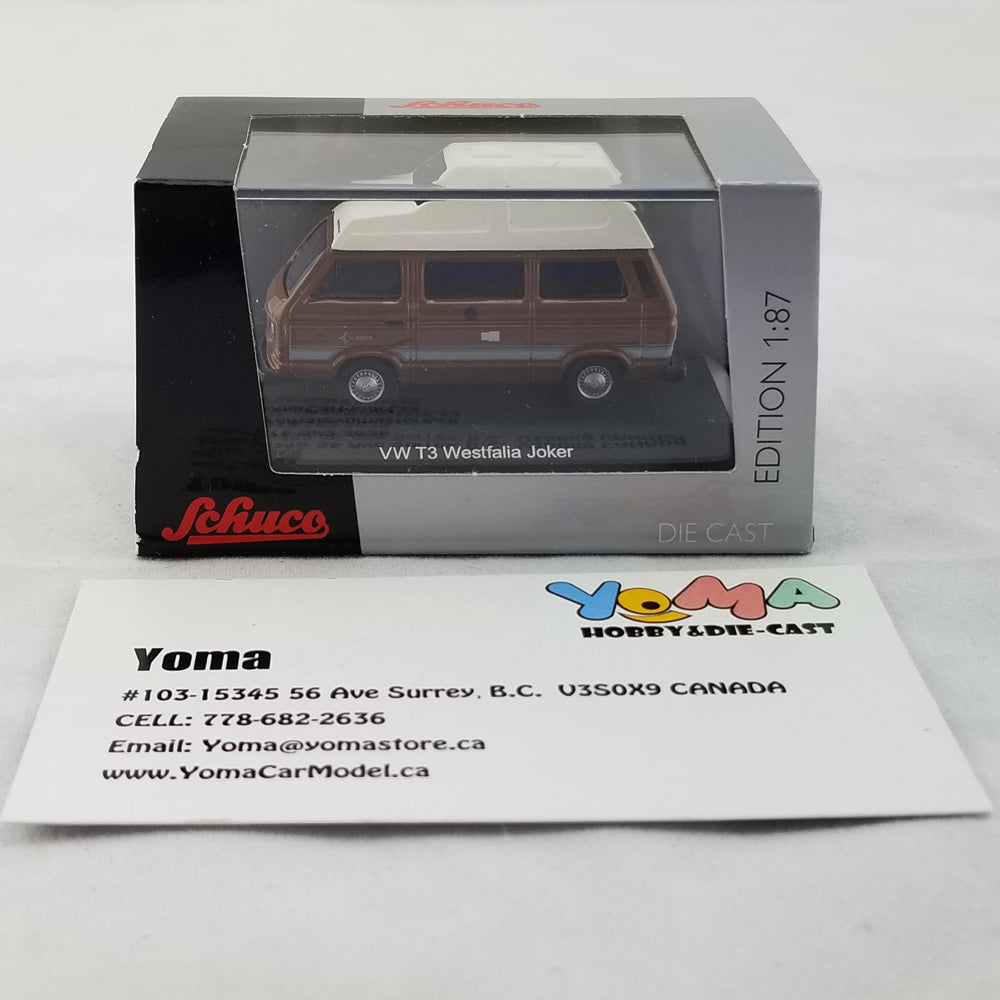 Schuco
JOKER
VW T3 Westfalia Joker
EDITION 1:87
Schuco
DIE CAST
YOMA
HOBBY&DIE-CAST
Yoma
#103-15345 56 Ave Surrey, B.C. V3S0X9 CANADA
CELL: 778-682-2636
Email: Yoma@yomastore.ca
www.YomaCarModel.ca